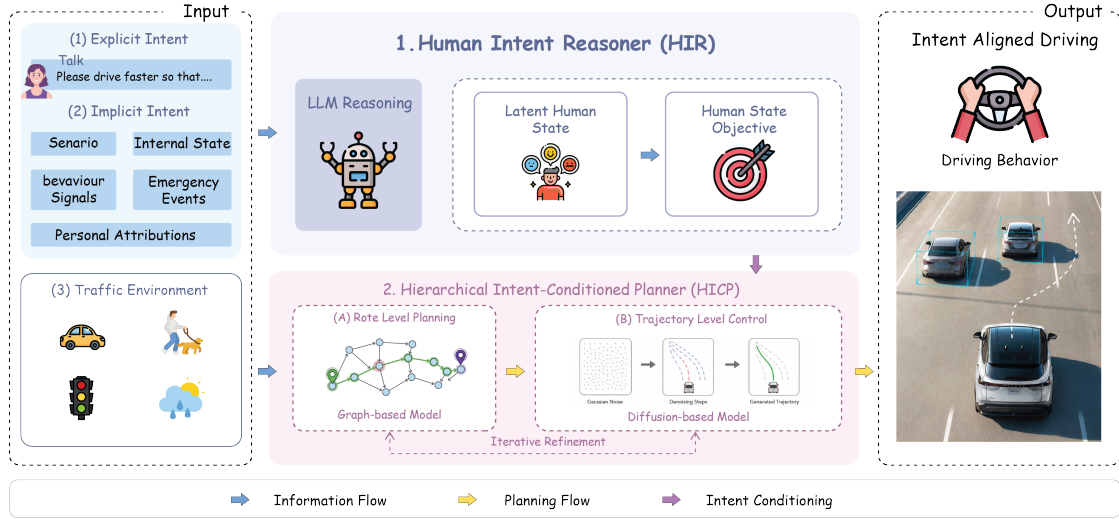 Input
(1) Explicit Intent
Talk
Please drive faster so that....
(2) Implicit Intent
Senario
Internal State
bevaviour
Signals
Emergency
Events
Personal Attributions
(3) Traffic Environment
1. Human Intent Reasoner (HIR)
LLM Reasoning
Latent Human
State
Human State
Objective
2. Hierarchical Intent-Conditioned Planner (HICP)
(A) Rote Level Planning
Graph-based Model
(B) Trajectory Level Control
Gaussian Noise
Denoising Steps
Generated Trajectory
Diffusion-based Model
Iterative Refinement
Output
Intent Aligned Driving
Driving Behavior
Information Flow
Planning Flow
Intent Conditioning